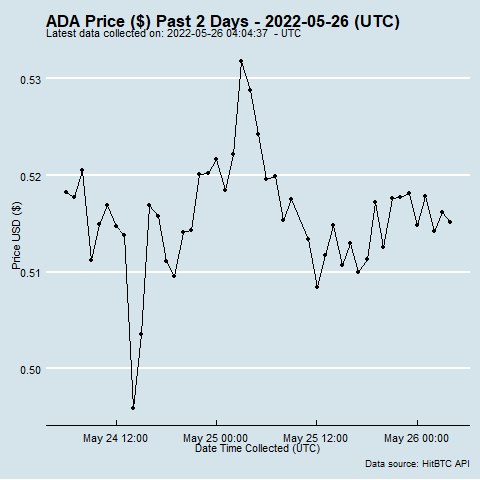 ADA Price ($) Past 2 Days - 2022-05-26 (UTC)
Latest data collected on: 2022-05-26 04:04:37  - UTC
0.53
0.52
0.51
0.50
Price USD ($)
May 24 12:00
May 25 00:00
May 25 12:00
May 26 00:00
Date Time Collected (UTC)
Data source: HitBTC API